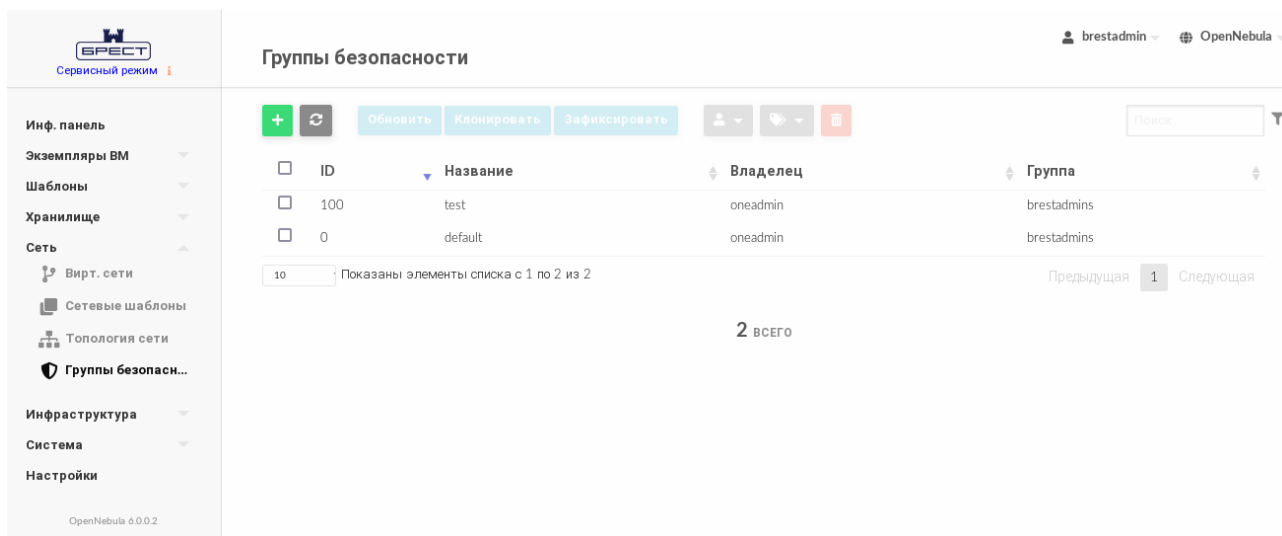 БРЕСТ
Сервисный режим
brestadmin
OpenNebula
Группы безопасности
Обновить Клонировать Зафиксировать
Поиск
Инф. панель
Экземпляры ВМ
Шаблоны
Хранилище
Сеть
Вирт. сети
Сетевые шаблоны
Топология сети
Группы безопасн...
Инфраструктура
Система
Настройки
OpenNebula 6.0.0.2
ID Название Владелец Группа
100 test oneadmin brestadmins
0 default oneadmin brestadmins
10 Показаны элементы списка с 1 по 2 из 2
Предыдущая 1 Следующая
2 ВСЕГО